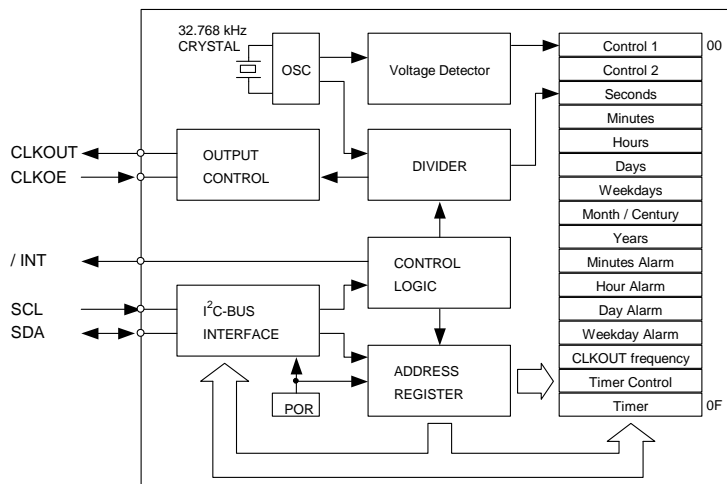 32.768 kHz
CRYSTAL
OSC
Voltage Detector
CLKOUT
CLKOE
OUTPUT
CONTROL
DIVIDER
/ INT
CONTROL
LOGIC
SCL
SDA
I²C-BUS
INTERFACE
ADDRESS
REGISTER
POR
Control 1
00
Control 2
Seconds
Minutes
Hours
Days
Weekdays
Month / Century
Years
Minutes Alarm
Hour Alarm
Day Alarm
Weekday Alarm
CLKOUT frequency
Timer Control
Timer
0F